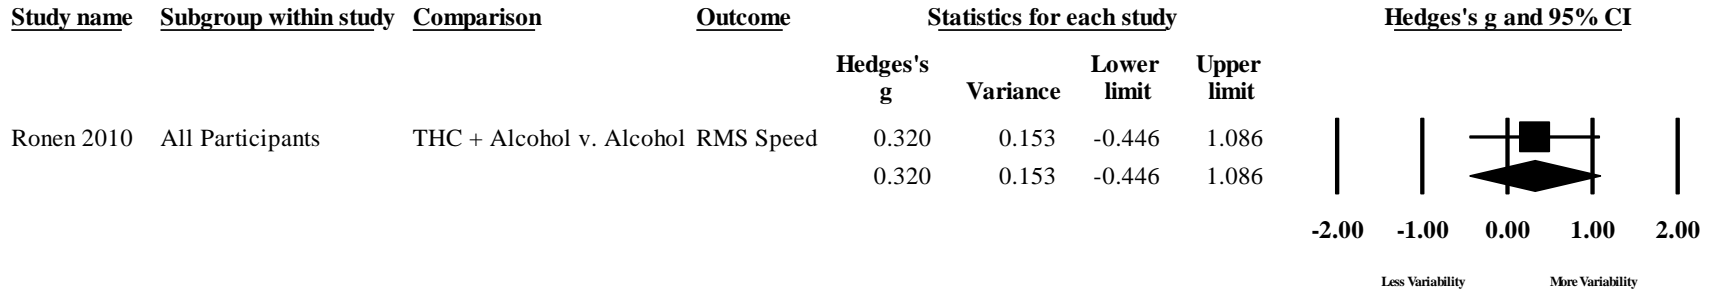 Study name Subgroup within study Comparison Outcome Statistics for each study Hedges's g and 95% CI
Hedges's g Variance Lower limit Upper limit
Ronen 2010 All Participants THC + Alcohol v. Alcohol RMS Speed 0.320 0.153 -0.446 1.086
0.320 0.153 -0.446 1.086
-2.00 -1.00 0.00 1.00 2.00
Less Variability More Variability